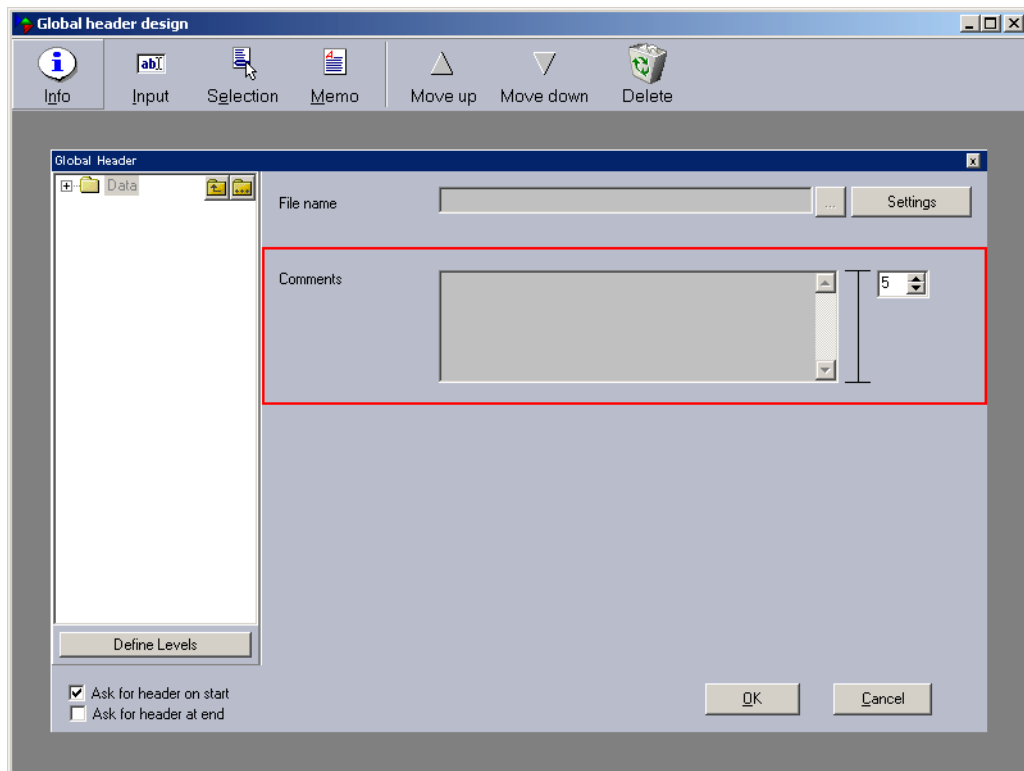 Global header design
abI
Info Input Selection Memo Move up Move down Delete
Global Header
Data
File name ... Settings
Comments 5
Define Levels
Ask for header on start
Ask for header at end
OK Cancel